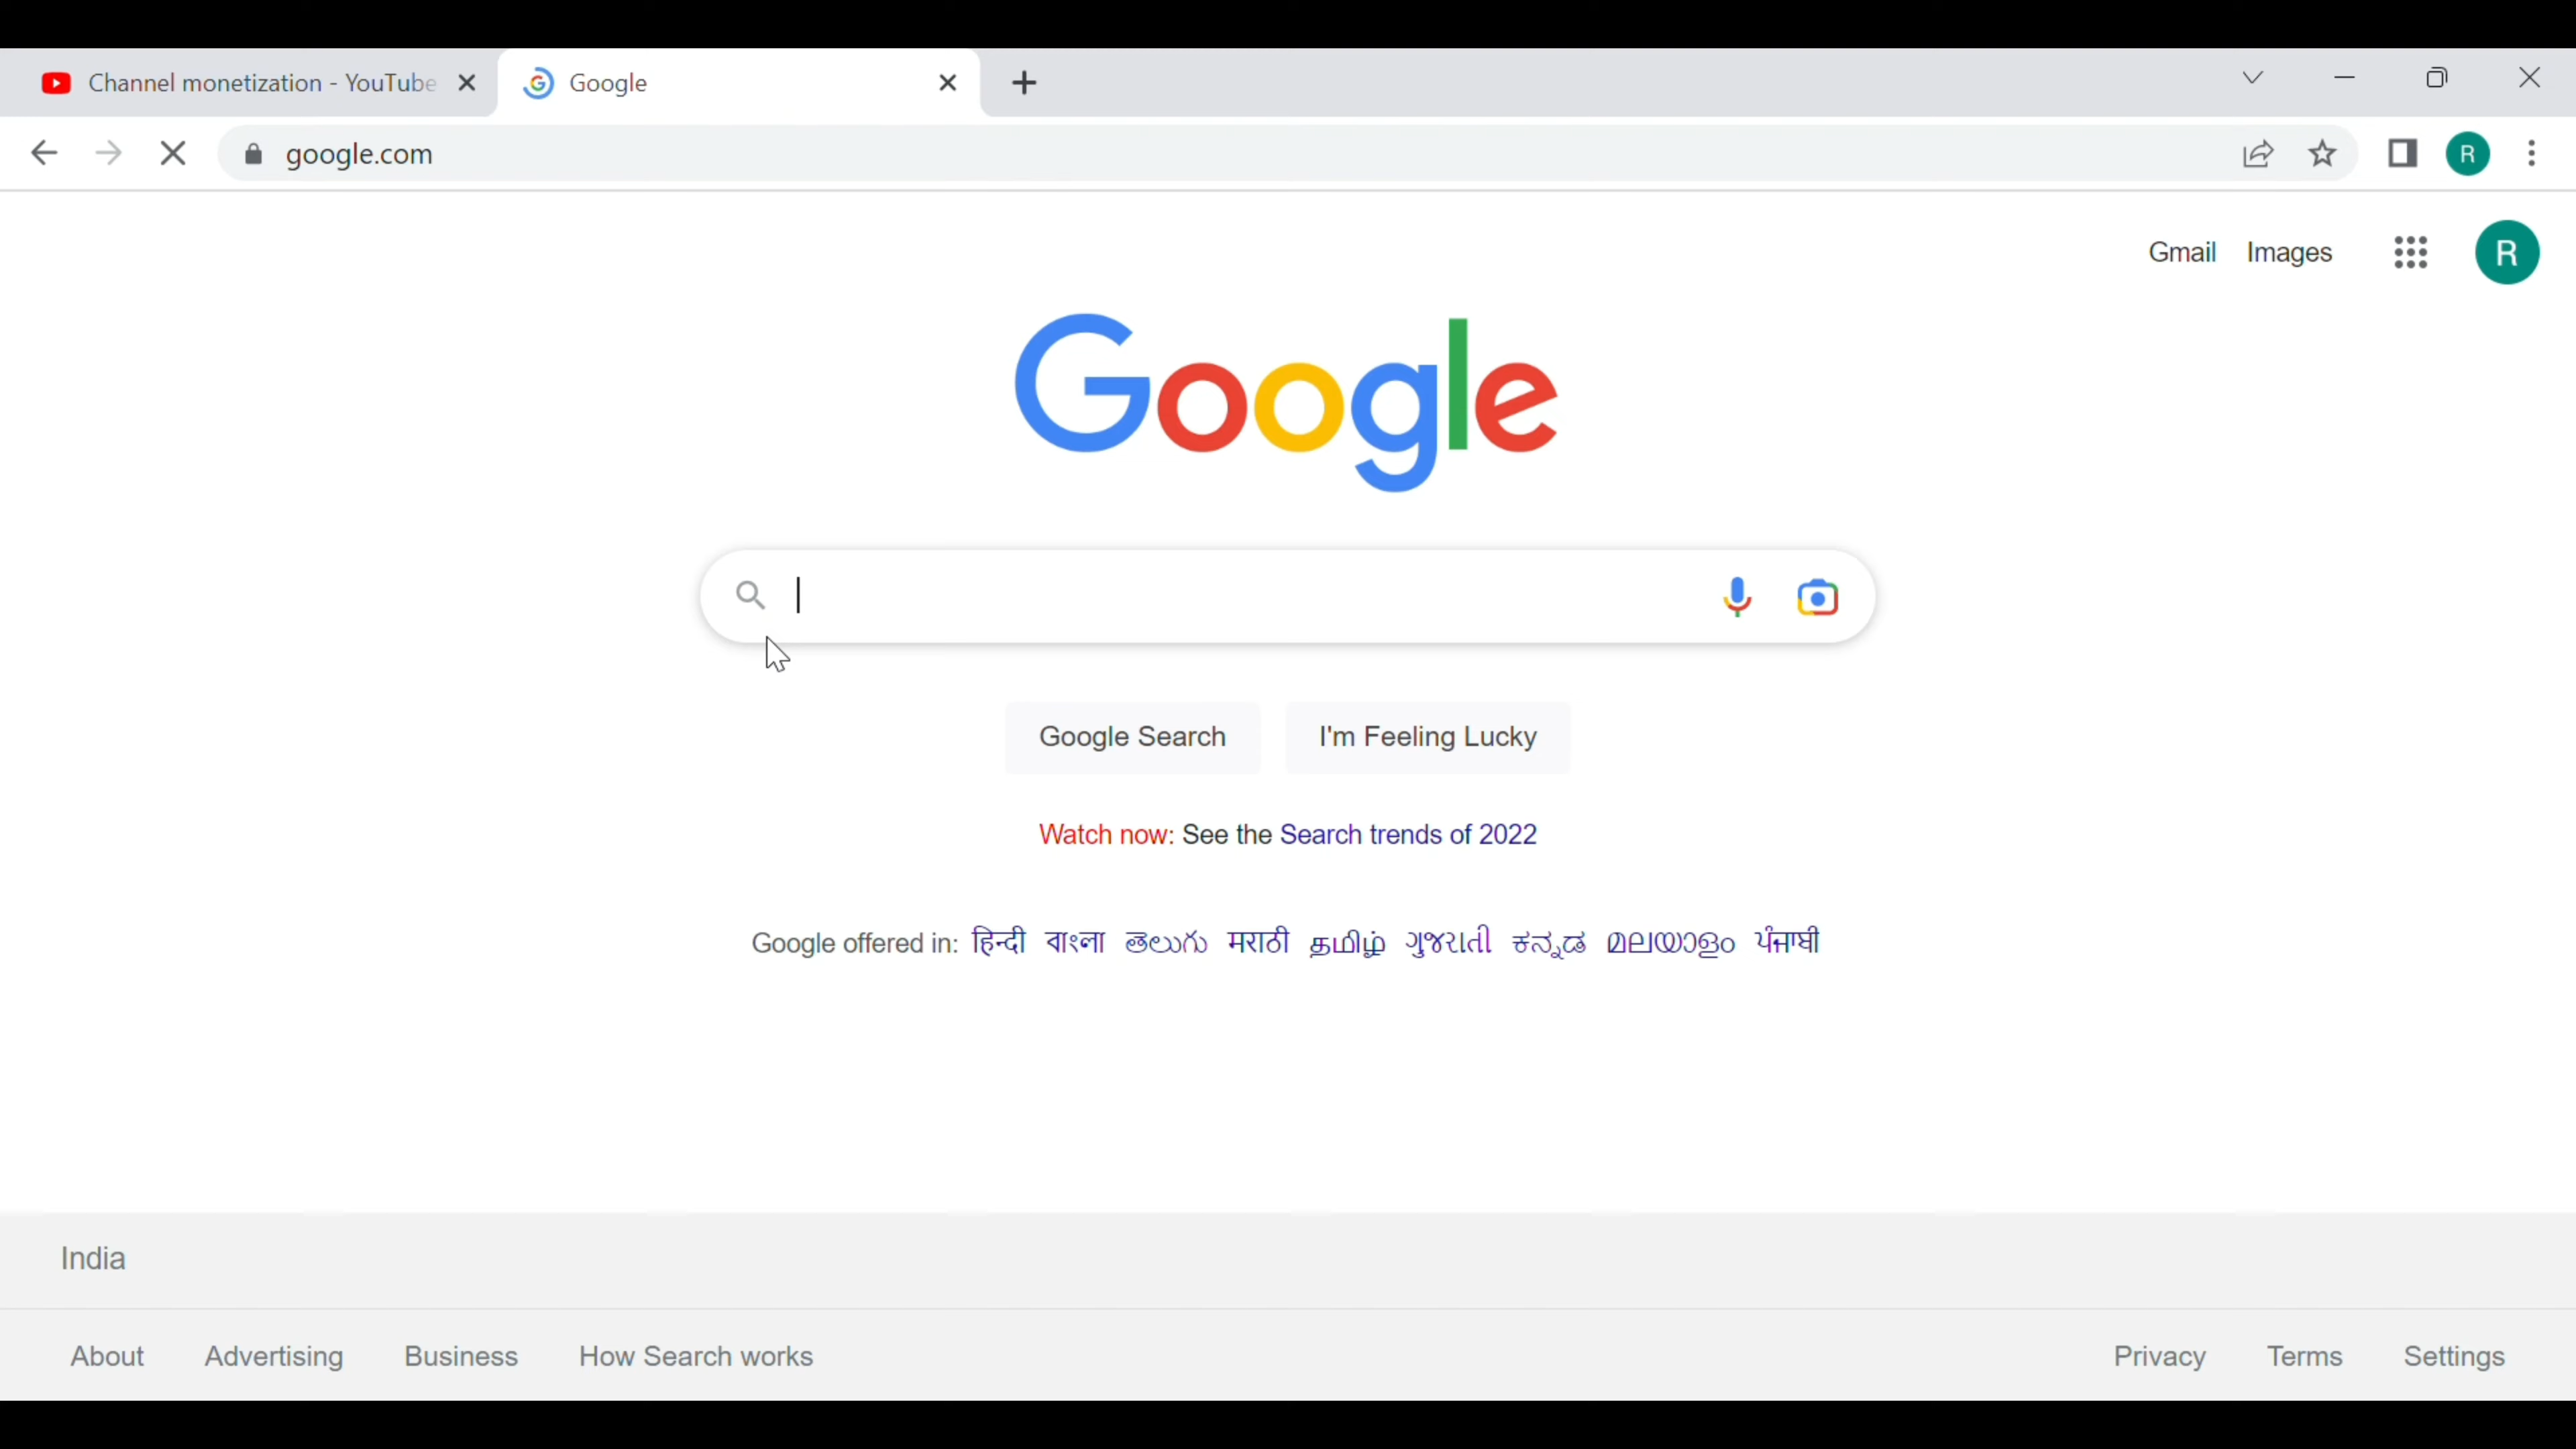 Channel monetization - YouTube
Google
google.com
R
Gmail Images R
Google
Google Search I'm Feeling Lucky
Watch now: See the Search trends of 2022
Google offered in: हिन्दी বাংলা తెలుగు मराठी தமிழ் ગુજરાતી ಕನ್ನಡ മലയാളം ਪੰਜਾਬੀ
India
About Advertising Business How Search works Privacy Terms Settings